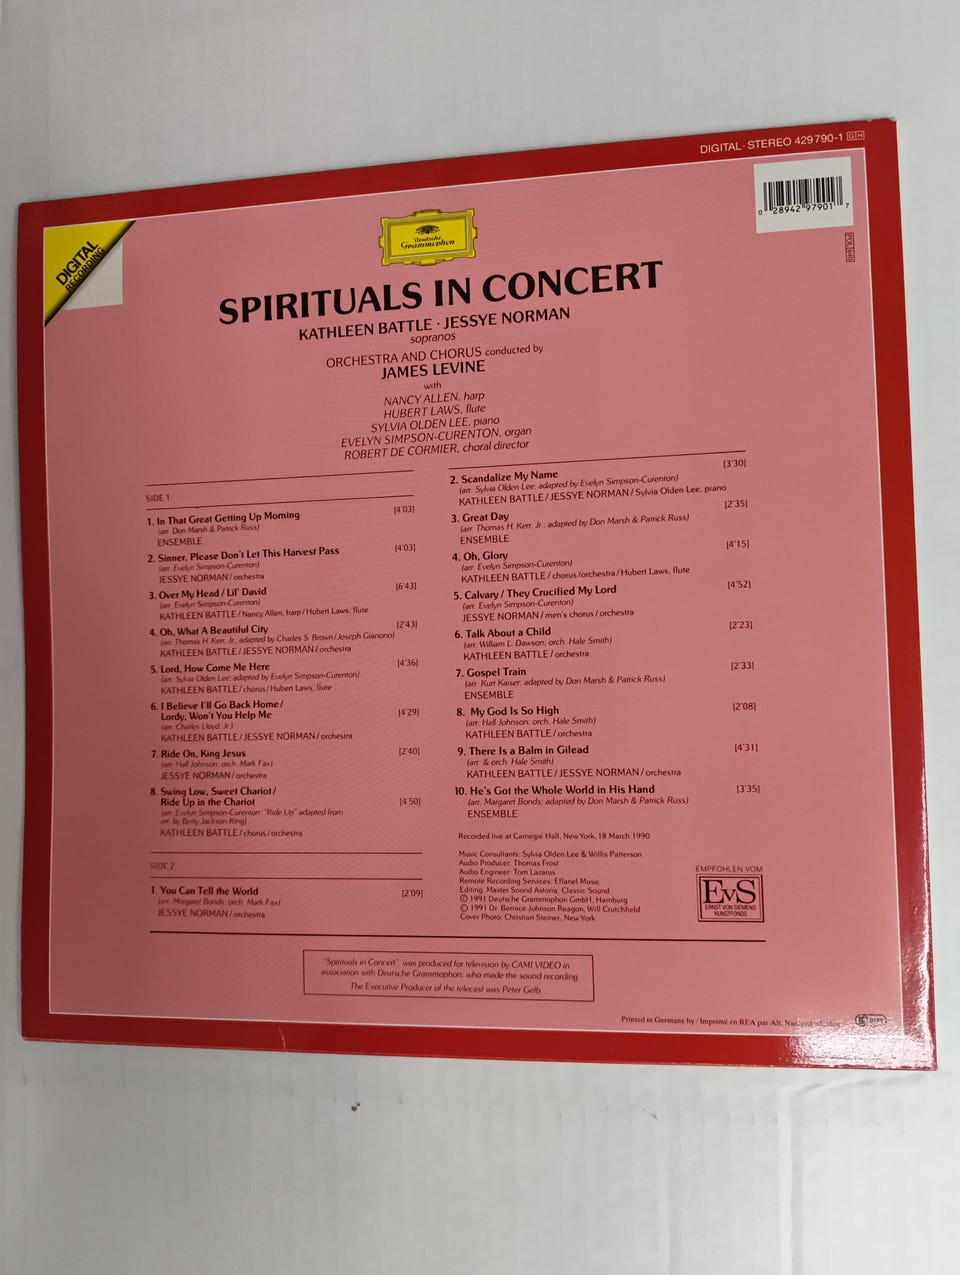 DIGITAL · STEREO 429 790-1 GH
0 28942 97901 7
DIGITAL
RECORDING
Deutsche
Grammophon
SPIRITUALS IN CONCERT
KATHLEEN BATTLE · JESSYE NORMAN
sopranos
ORCHESTRA AND CHORUS conducted by
JAMES LEVINE
with
NANCY ALLEN, harp
HUBERT LAWS, flute
SYLVIA OLDEN LEE, piano
EVELYN SIMPSON-CURENTON, organ
ROBERT DE CORMIER, choral director
SIDE 1:
1. In That Great Getting Up Morning [4'03]
(arr. Don Marsh & Patrick Russ)
ENSEMBLE
2. Sinner, Please Don't Let This Harvest Pass [4'03]
(arr. Evelyn Simpson-Curenton)
JESSYE NORMAN/orchestra
3. Over My Head / Lil' David [6'43]
(arr. Evelyn Simpson-Curenton)
KATHLEEN BATTLE/Nancy Allen, harp/Hubert Laws, flute
4. Oh, What A Beautiful City [2'43]
(arr. Thomas H. Kerr, Jr., adapted by Charles S. Brown/Joseph Gianono)
KATHLEEN BATTLE/JESSYE NORMAN/orchestra
5. Lord, How Come Me Here [4'36]
(arr. Sylvia Olden Lee; adapted by Evelyn Simpson-Curenton)
KATHLEEN BATTLE/chorus/Hubert Laws, flute
6. I Believe I'll Go Back Home/
Lordy, Won't You Help Me [4'29]
(arr. Charles Lloyd, Jr.)
KATHLEEN BATTLE/JESSYE NORMAN/orchestra
7. Ride On, King Jesus [2'40]
(arr. Hall Johnson; orch. Mark Fax)
JESSYE NORMAN/orchestra
8. Swing Low, Sweet Chariot/
Ride Up in the Chariot [4'50]
(arr. Evelyn Simpson-Curenton; "Ride Up" adapted from
arr. by Betty Jackson King)
KATHLEEN BATTLE/chorus/orchestra
SIDE 2:
1. You Can Tell the World [2'09]
(arr. Margaret Bonds; orch. Mark Fax)
JESSYE NORMAN/orchestra
2. Scandalize My Name [3'30]
(arr. Sylvia Olden Lee; adapted by Evelyn Simpson-Curenton)
KATHLEEN BATTLE/JESSYE NORMAN/Sylvia Olden Lee, piano
3. Great Day [2'35]
(arr. Thomas H. Kerr, Jr.; adapted by Don Marsh & Patrick Russ)
ENSEMBLE
4. Oh, Glory [4'15]
(arr. Evelyn Simpson-Curenton)
KATHLEEN BATTLE/chorus/orchestra/Hubert Laws, flute
5. Calvary / They Crucified My Lord [4'52]
(arr. Evelyn Simpson-Curenton)
JESSYE NORMAN/men's chorus/orchestra
6. Talk About a Child [2'23]
(arr. William L. Dawson; orch. Hale Smith)
KATHLEEN BATTLE/orchestra
7. Gospel Train [2'33]
(arr. Kurt Kaiser; adapted by Don Marsh & Patrick Russ)
ENSEMBLE
8. My God Is So High [2'08]
(arr. Hall Johnson; orch. Hale Smith)
KATHLEEN BATTLE/orchestra
9. There Is a Balm in Gilead [4'31]
(arr. & orch. Hale Smith)
KATHLEEN BATTLE/JESSYE NORMAN/orchestra
10. He's Got the Whole World in His Hand [3'35]
(arr. Margaret Bonds; adapted by Don Marsh & Patrick Russ)
ENSEMBLE
Recorded live at Carnegie Hall, New York, 18 March 1990
Music Consultants: Sylvia Olden Lee & Willis Patterson
Audio Producer: Thomas Frost
Audio Engineer: Tom Lazarus
Remote Recording Services: Effanel Music
Editing: Master Sound Astoria; Classic Sound
℗ 1991 Deutsche Grammophon GmbH, Hamburg
© 1991 Dr. Bernice Johnson Reagon, Will Crutchfield
Cover Photo: Christian Steiner, New York
EMPFOHLEN VOM
EvS
ERNST VON SIEMENS
KUNSTFONDS
"Spirituals in Concert" was produced for television by CAMI VIDEO in
association with Deutsche Grammophon, who made the sound recording.
The Executive Producer of the telecast was Peter Gelb.
Printed in Germany by / Imprimé en RFA par Alt,